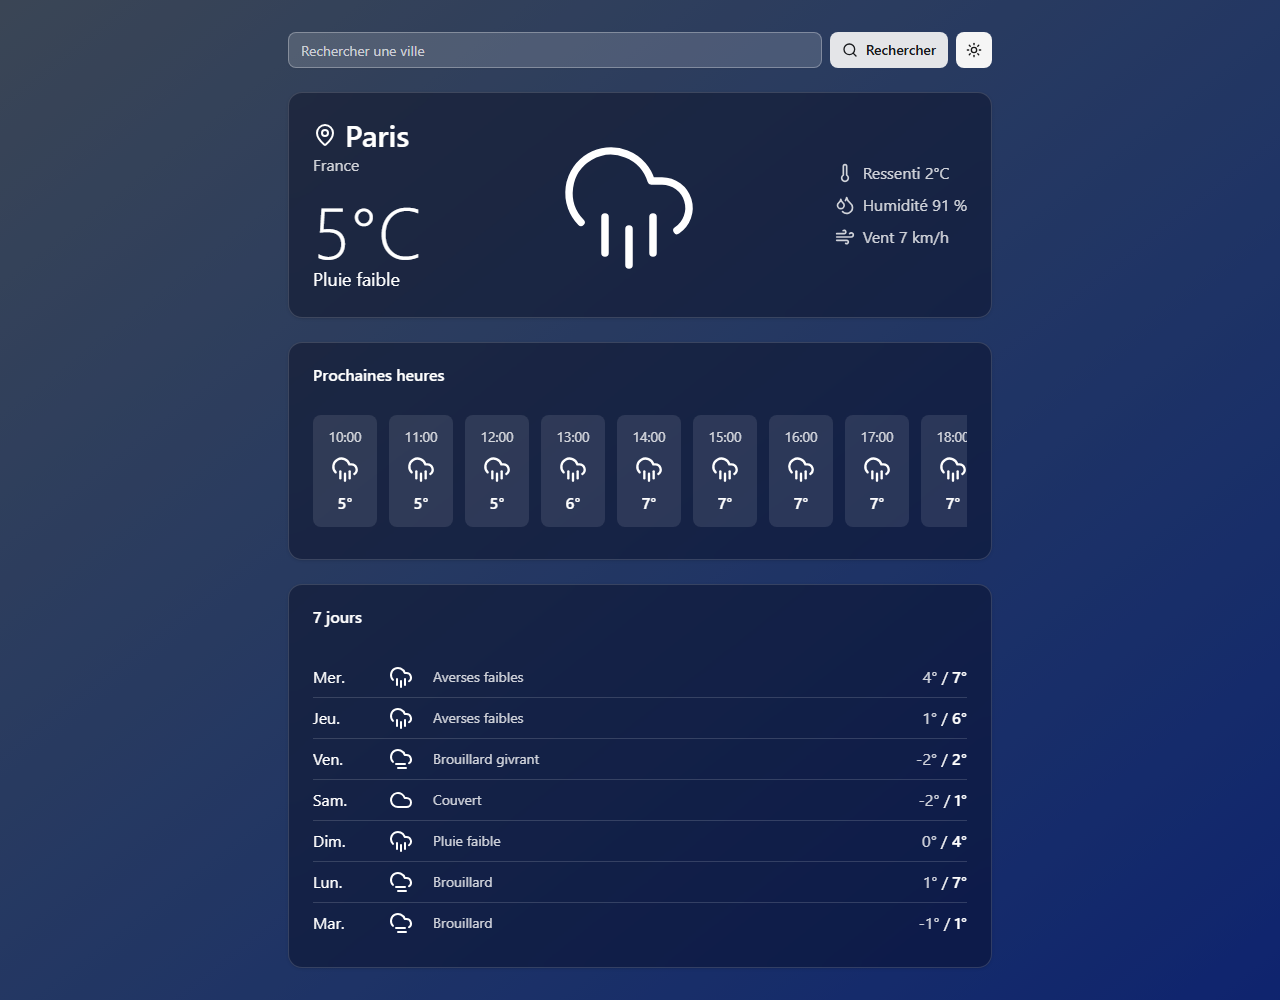 Rechercher une ville
Rechercher
Paris
France
5°C
Pluie faible
Ressenti 2°C
Humidité 91 %
Vent 7 km/h
Prochaines heures
10:00 11:00 12:00 13:00 14:00 15:00 16:00 17:00 18:00
5° 5° 5° 6° 7° 7° 7° 7° 7°
7 jours
Mer. Averses faibles 4° / 7°
Jeu. Averses faibles 1° / 6°
Ven. Brouillard givrant -2° / 2°
Sam. Couvert -2° / 1°
Dim. Pluie faible 0° / 4°
Lun. Brouillard 1° / 7°
Mar. Brouillard -1° / 1°